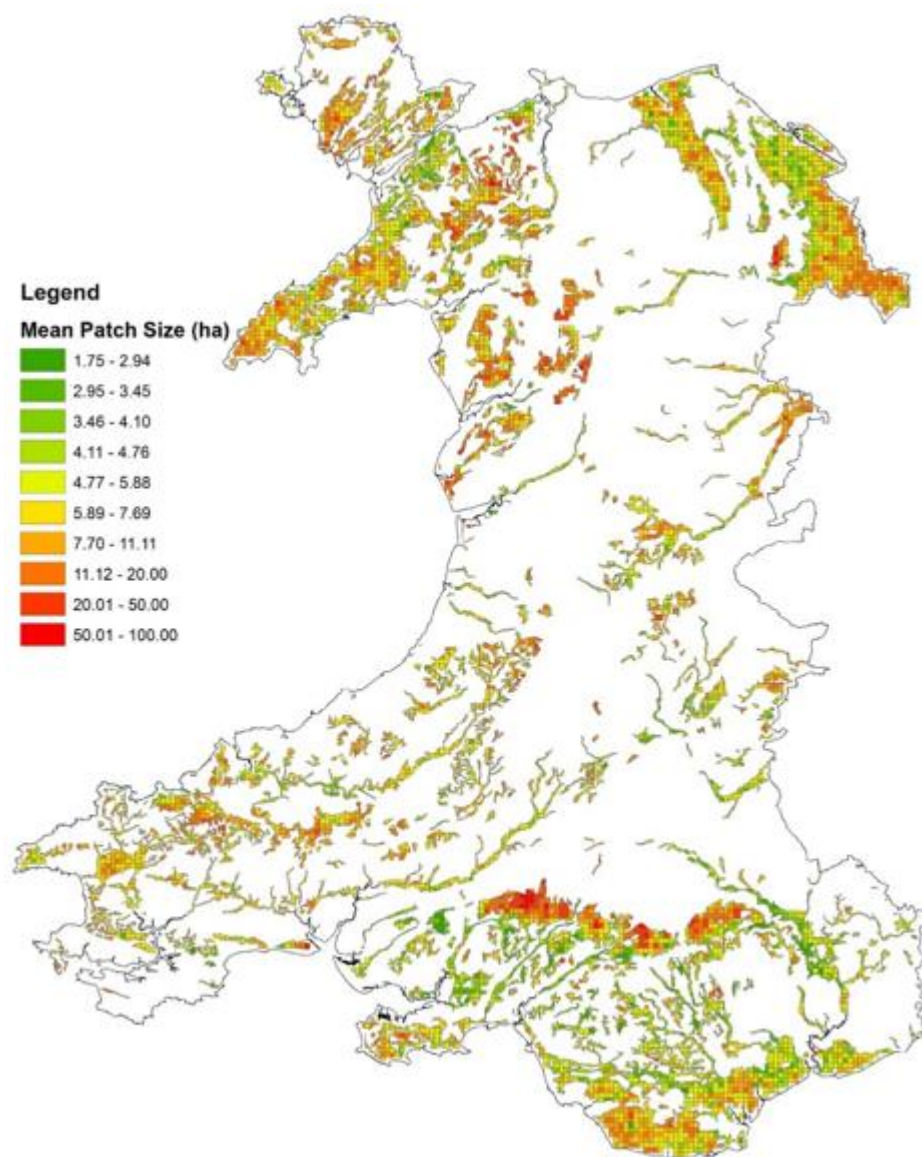 Legend
Mean Patch Size (ha)
1.75 - 2.94
2.95 - 3.45
3.46 - 4.10
4.11 - 4.76
4.77 - 5.88
5.89 - 7.69
7.70 - 11.11
11.12 - 20.00
20.01 - 50.00
50.01 - 100.00